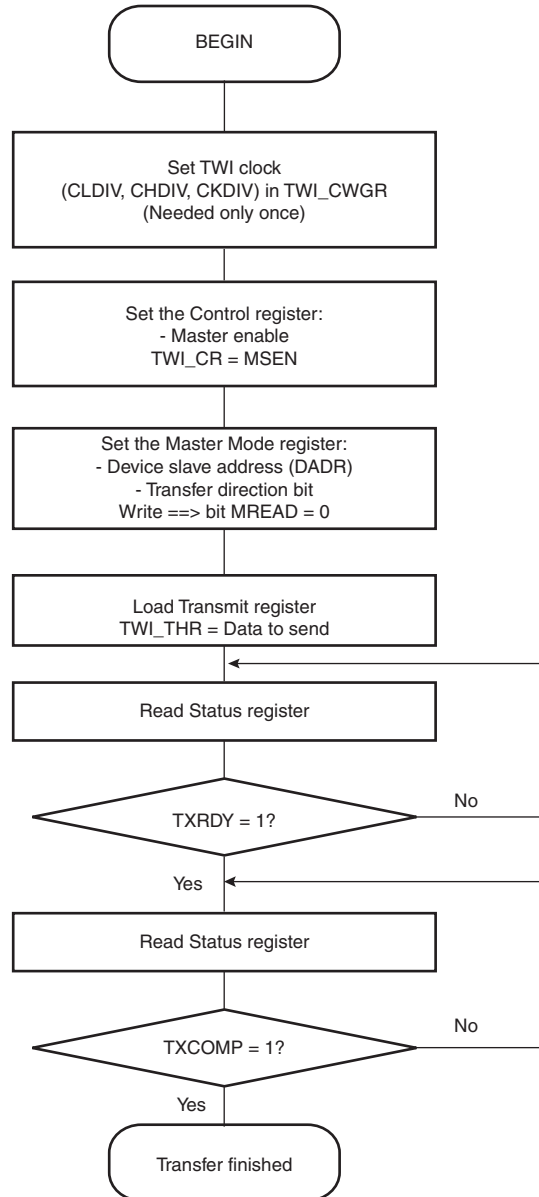 BEGIN
Set TWI clock
(CLDIV, CHDIV, CKDIV) in TWI_CWGR
(Needed only once)
Set the Control register:
- Master enable
TWI_CR = MSEN
Set the Master Mode register:
- Device slave address (DADR)
- Transfer direction bit
Write ==> bit MREAD = 0
Load Transmit register
TWI_THR = Data to send
Read Status register
TXRDY = 1?
No
Yes
Read Status register
TXCOMP = 1?
No
Yes
Transfer finished